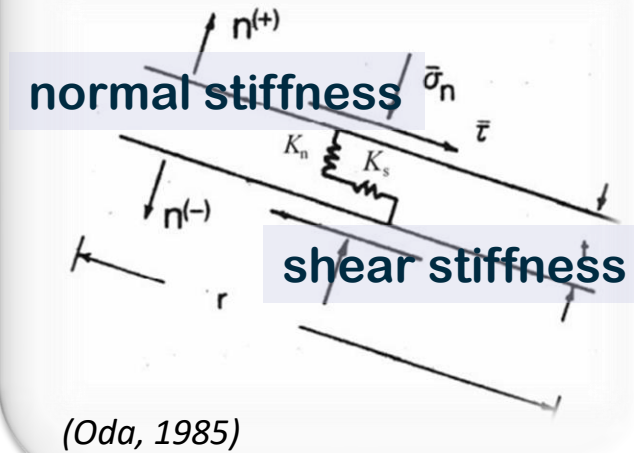 n(+)
normal stiffness
σ̄n
τ̄
Kn
Ks
n(-)
shear stiffness
r
(Oda, 1985)